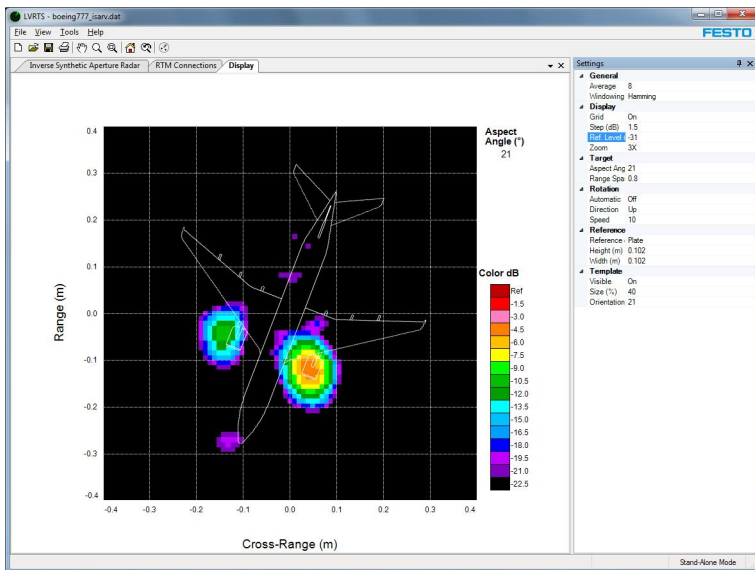 LVRTS - boeing777_isarv.dat
File View Tools Help
FESTO
Inverse Synthetic Aperture Radar
RTM Connections
Display
Aspect
Angle (°)
21
0.4
0.3
0.2
0.1
0.0
-0.1
-0.2
-0.3
-0.4
Range (m)
-0.4 -0.3 -0.2 -0.1 0.0 0.1 0.2 0.3 0.4
Cross-Range (m)
Color dB
Ref
-1.5
-3.0
-4.5
-6.0
-7.5
-9.0
-10.5
-12.0
-13.5
-15.0
-16.5
-18.0
-19.5
-21.0
-22.5
Settings
General
Average 8
Windowing Hamming
Display
Grid On
Step (dB) 1.5
Ref. Level -31
Zoom 3X
Target
Aspect Ang 21
Range Spa 0.8
Rotation
Automatic Off
Direction Up
Speed 10
Reference
Reference Plate
Height (m) 0.102
Width (m) 0.102
Template
Visible On
Size (%) 40
Orientation 21
Stand-Alone Mode